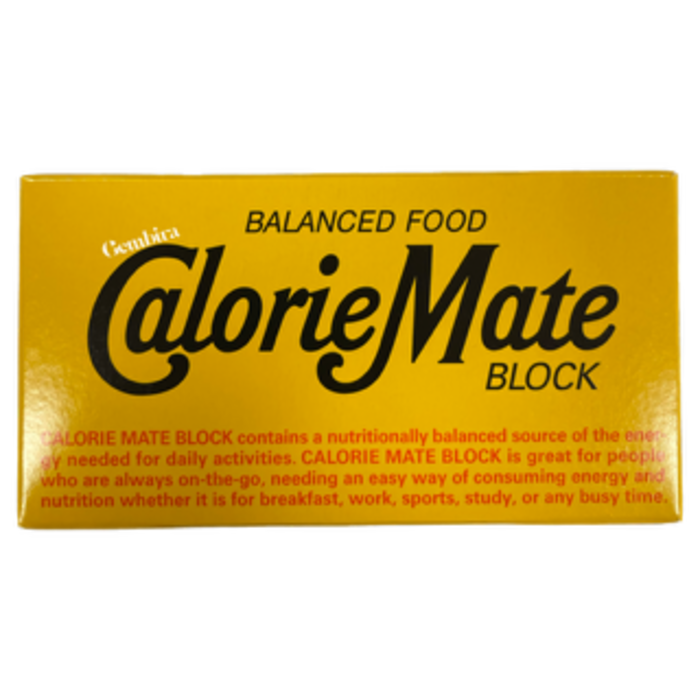 BALANCED FOOD
Gembira
CalorieMate
BLOCK
CALORIE MATE BLOCK contains a nutritionally balanced source of the ener-
gy needed for daily activities. CALORIE MATE BLOCK is great for people
who are always on-the-go, needing an easy way of consuming energy and
nutrition whether it is for breakfast, work, sports, study, or any busy time.